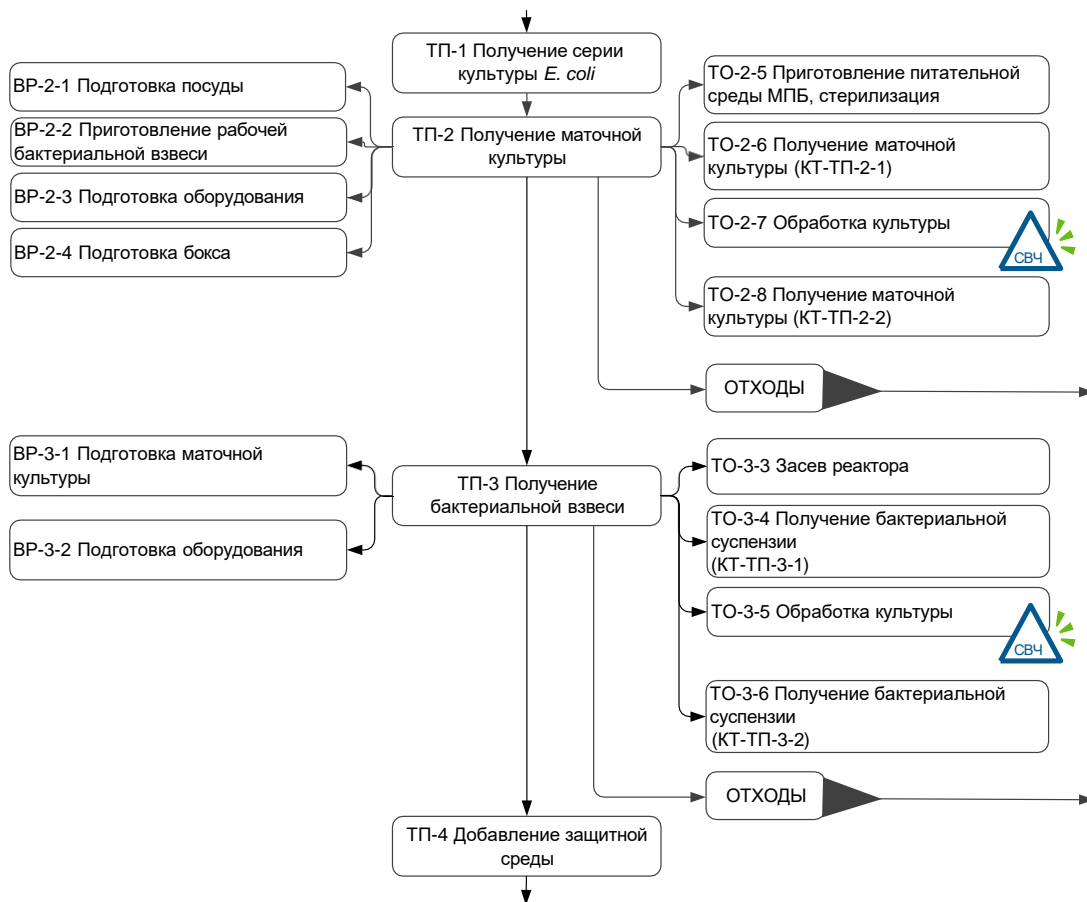 ТП-1 Получение серии
культуры E. coli
ВР-2-1 Подготовка посуды
ВР-2-2 Приготовление рабочей
бактериальной взвеси
ВР-2-3 Подготовка оборудования
ВР-2-4 Подготовка бокса
ТП-2 Получение маточной
культуры
ТО-2-5 Приготовление питательной
среды МПБ, стерилизация
ТО-2-6 Получение маточной
культуры (КТ-ТП-2-1)
ТО-2-7 Обработка культуры
СВЧ
ТО-2-8 Получение маточной
культуры (КТ-ТП-2-2)
ОТХОДЫ
ВР-3-1 Подготовка маточной
культуры
ВР-3-2 Подготовка оборудования
ТП-3 Получение
бактериальной взвеси
ТО-3-3 Засев реактора
ТО-3-4 Получение бактериальной
суспензии
(КТ-ТП-3-1)
ТО-3-5 Обработка культуры
СВЧ
ТО-3-6 Получение бактериальной
суспензии
(КТ-ТП-3-2)
ОТХОДЫ
ТП-4 Добавление защитной
среды